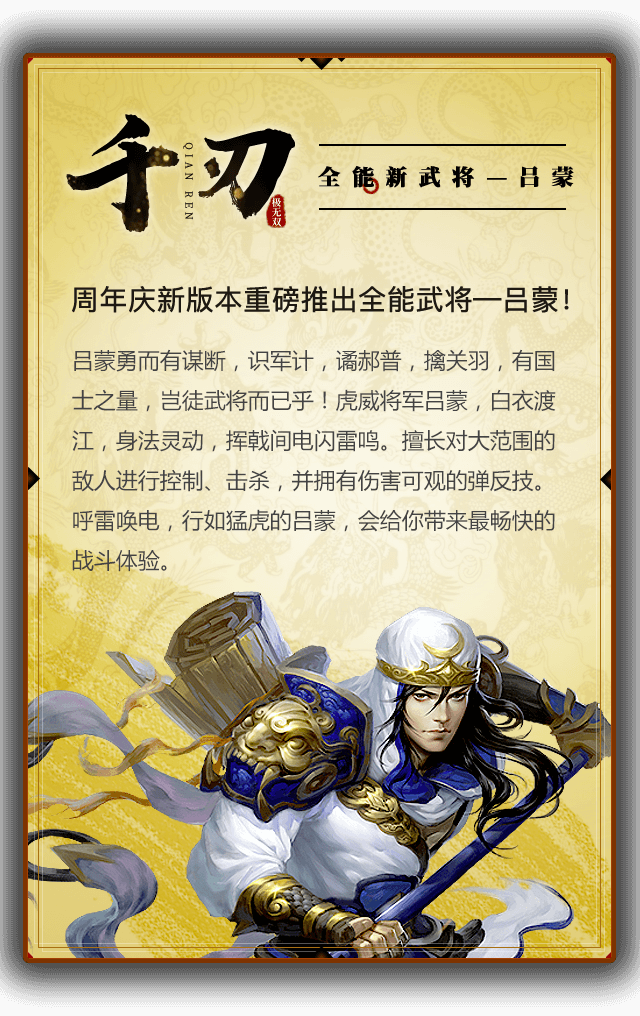 千刃
QIAN REN
极无双
全能新武将—吕蒙
周年庆新版本重磅推出全能武将—吕蒙！
吕蒙勇而有谋断，识军计，谲郝普，擒关羽，有国
士之量，岂徒武将而已乎！虎威将军吕蒙，白衣渡
江，身法灵动，挥戟间电闪雷鸣。擅长对大范围的
敌人进行控制、击杀，并拥有伤害可观的弹反技。
呼雷唤电，行如猛虎的吕蒙，会给你带来最畅快的
战斗体验。